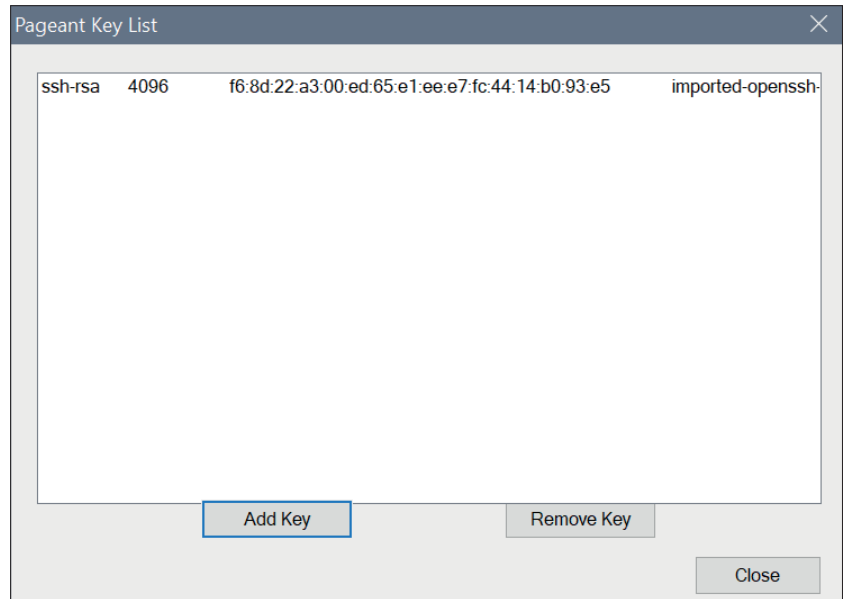 Pageant Key List
ssh-rsa 4096 f6:8d:22:a3:00:ed:65:e1:ee:e7:fc:44:14:b0:93:e5 imported-openssh-
Add Key Remove Key
Close